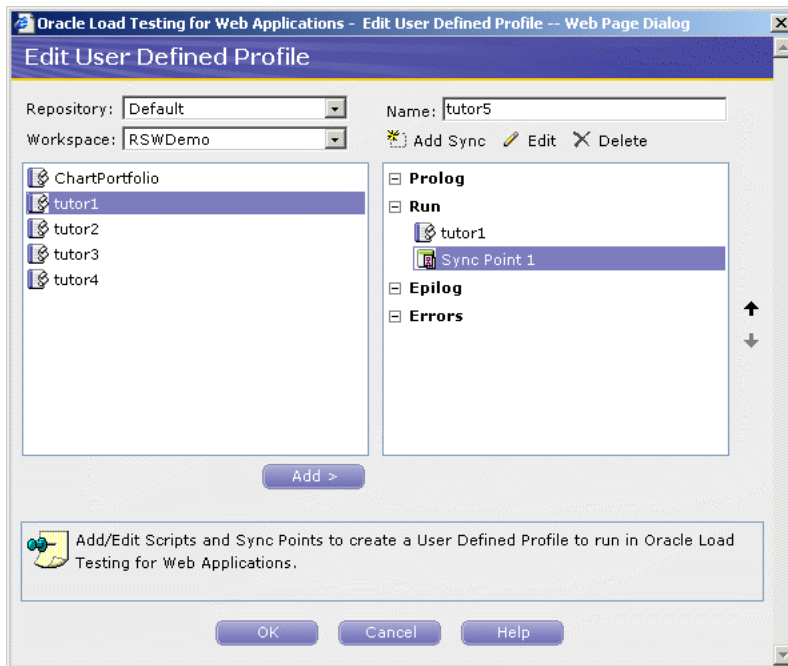 Oracle Load Testing for Web Applications - Edit User Defined Profile -- Web Page Dialog
Edit User Defined Profile
Repository: Default
Name: tutor5
Workspace: RSWDemo
Add Sync Edit Delete
ChartPortfolio
tutor1
tutor2
tutor3
tutor4
Prolog
Run
tutor1
Sync Point 1
Epilog
Errors
Add >
Add/Edit Scripts and Sync Points to create a User Defined Profile to run in Oracle Load
Testing for Web Applications.
OK Cancel Help